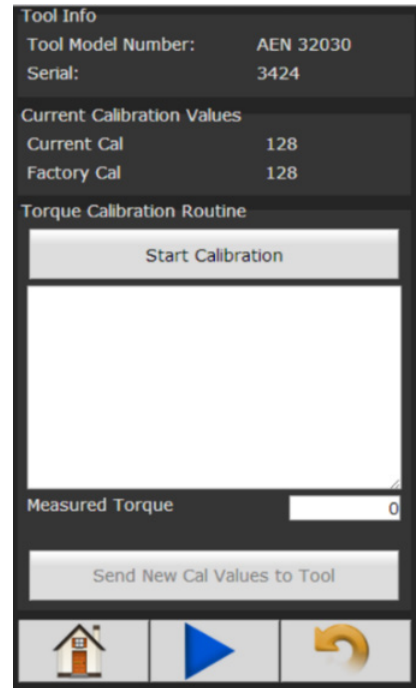 Tool Info
Tool Model Number: AEN 32030
Serial: 3424
Current Calibration Values
Current Cal 128
Factory Cal 128
Torque Calibration Routine
Start Calibration
Measured Torque 0
Send New Cal Values to Tool